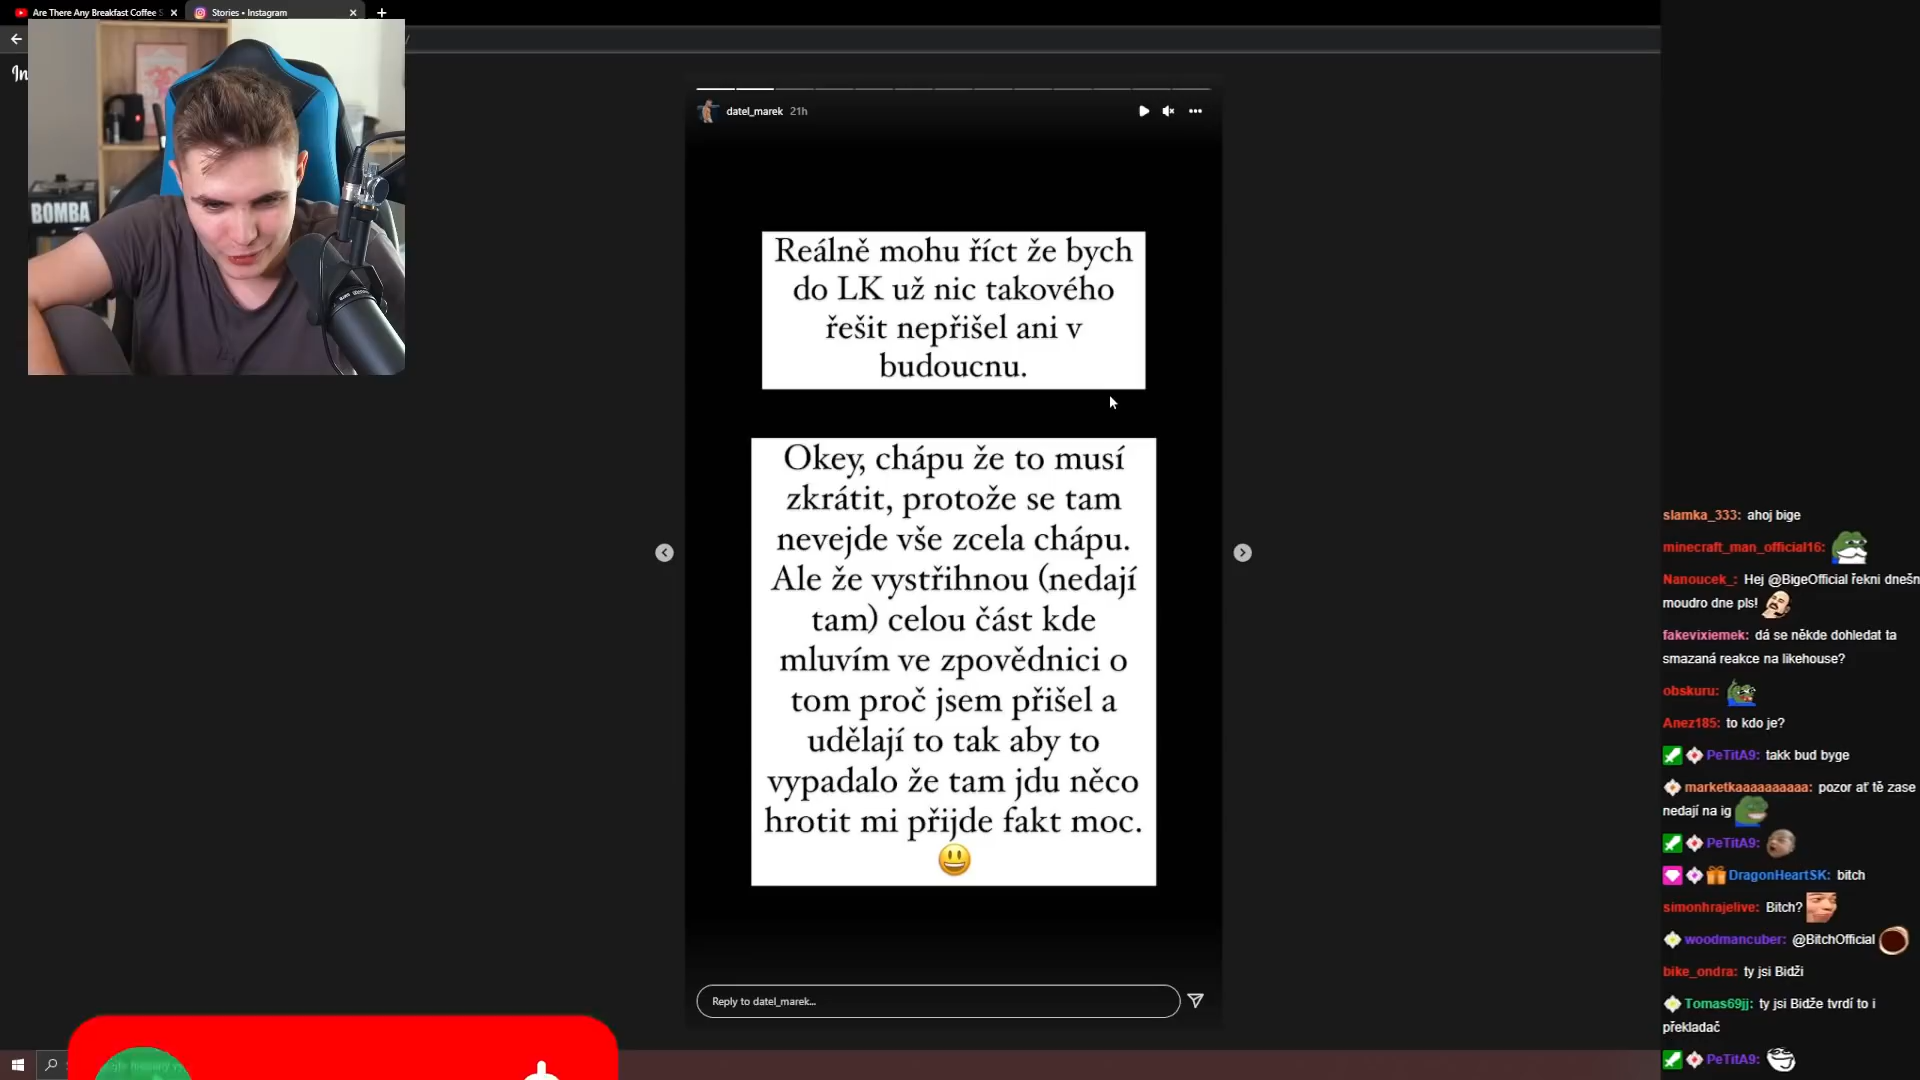 Are There Any Breakfast Coffee S
Stories • Instagram
BOMBA
datel_marek 21h
Reálně mohu říct že bych
do LK už nic takového
řešit nepřišel ani v
budoucnu.
Okey, chápu že to musí
zkrátit, protože se tam
nevejde vše zcela chápu.
Ale že vystřihnou (nedají
tam) celou část kde
mluvím ve zpovědnici o
tom proč jsem přišel a
udělají to tak aby to
vypadalo že tam jdu něco
hrotit mi přijde fakt moc.
Reply to datel_marek...
slamka_333: ahoj bige
minecraft_man_official16:
Nanoucek_: Hej @BigeOfficial řekni dnešn
moudro dne pls!
fakevixiemek: dá se někde dohledat ta
smazaná reakce na likehouse?
obskuru:
Anez185: to kdo je?
PeTitA9: takk bud byge
marketkaaaaaaaaaa: pozor ať tě zase
nedají na ig
PeTitA9:
DragonHeartSK: bitch
simonhrajelive: Bitch?
woodmancuber: @BitchOfficial
bike_ondra: ty jsi Bidži
Tomas69jj: ty jsi Bidže tvrdí to i
překladač
PeTitA9: